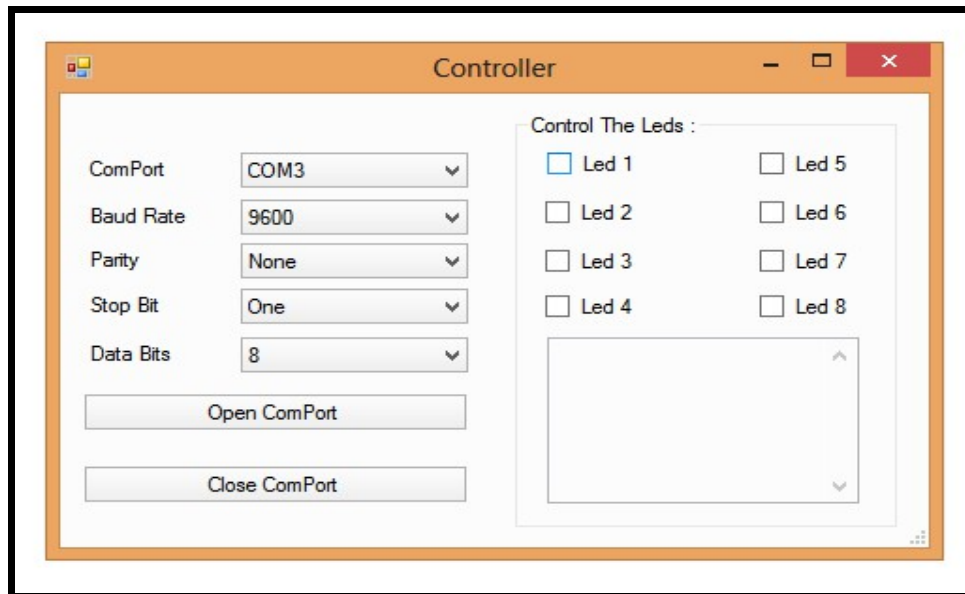 Controller
ComPort COM3
Baud Rate 9600
Parity None
Stop Bit One
Data Bits 8
Open ComPort
Close ComPort
Control The Leds :
Led 1 Led 5
Led 2 Led 6
Led 3 Led 7
Led 4 Led 8